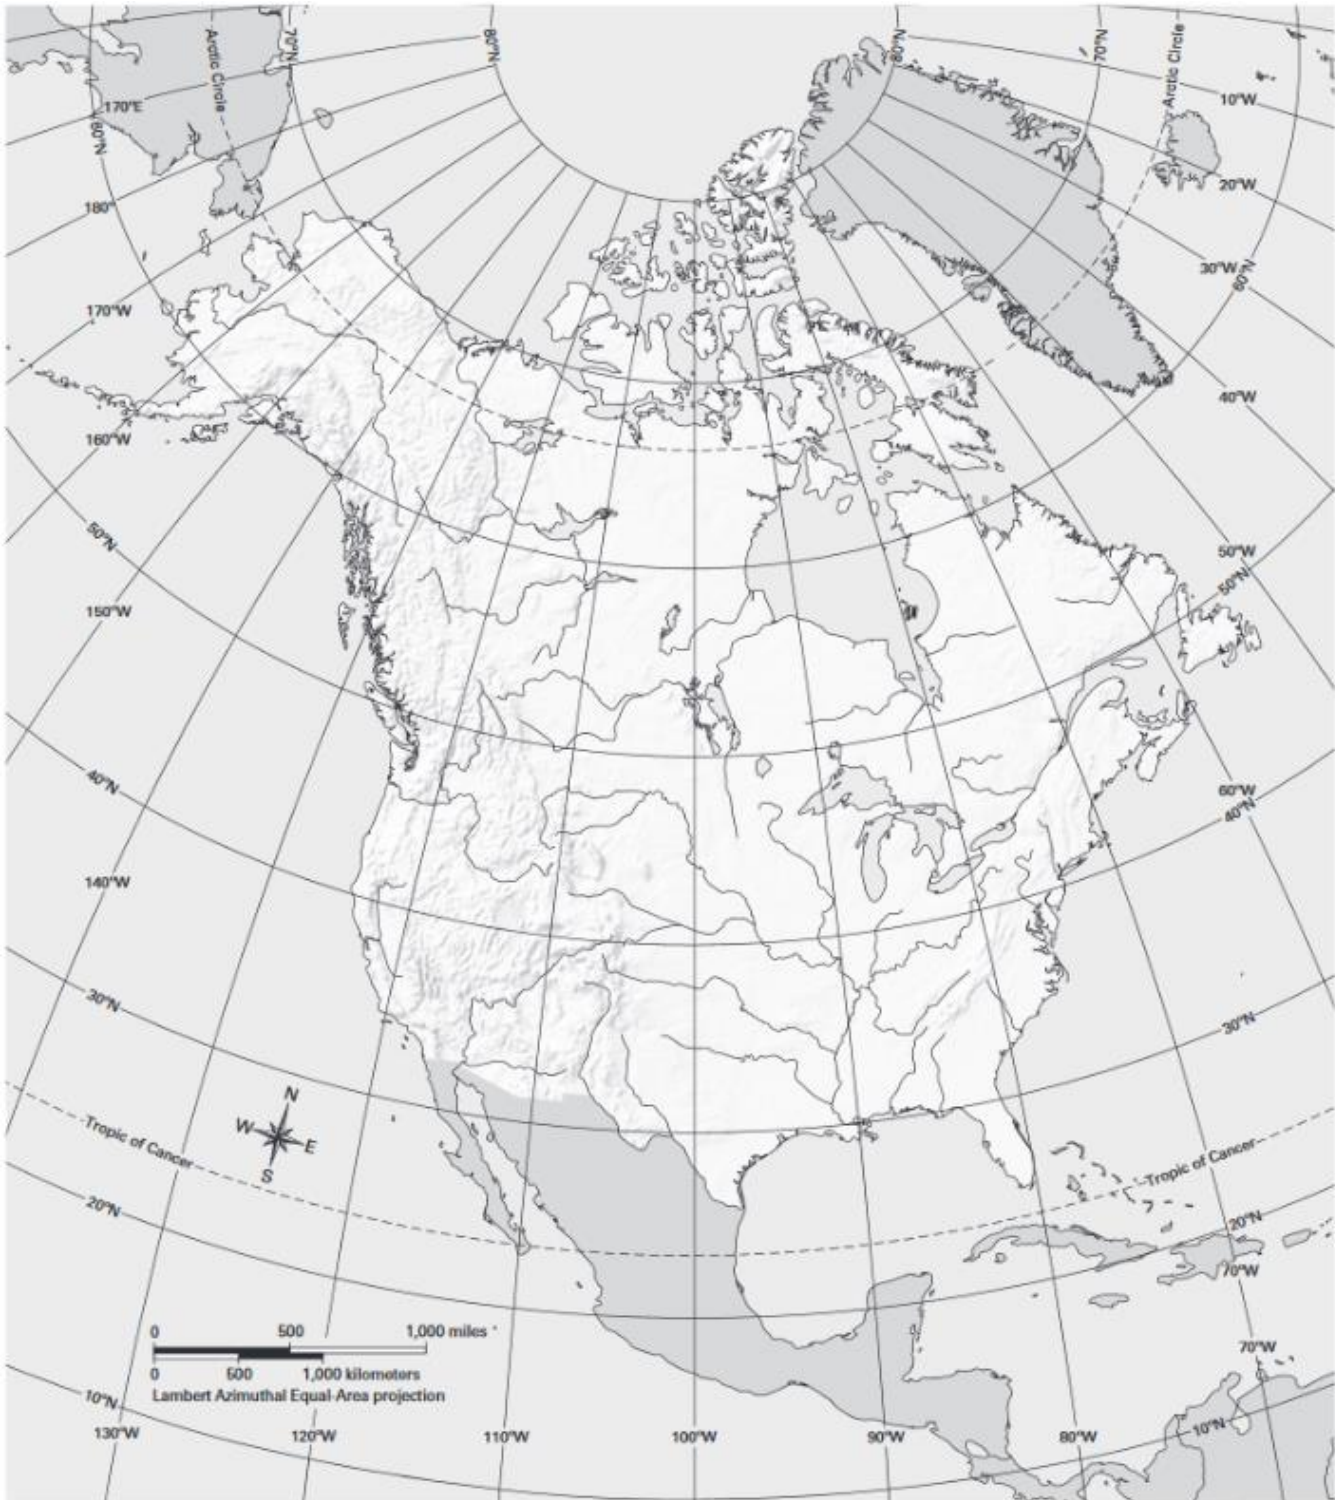 Arctic Circle
70°N
80°N
80°N
70°N
Arctic Circle
10°W
170°E
60°N
20°W
180°
30°W
60°N
170°W
40°W
160°W
50°N
50°W
50°N
150°W
40°N
60°W
40°N
140°W
30°N
30°N
N
W
E
S
Tropic of Cancer
Tropic of Cancer
20°N
20°N
70°W
0 500 1,000 miles
0 500 1,000 kilometers
Lambert Azimuthal Equal-Area projection
70°W
10°N
10°N
130°W
120°W
110°W
100°W
90°W
80°W